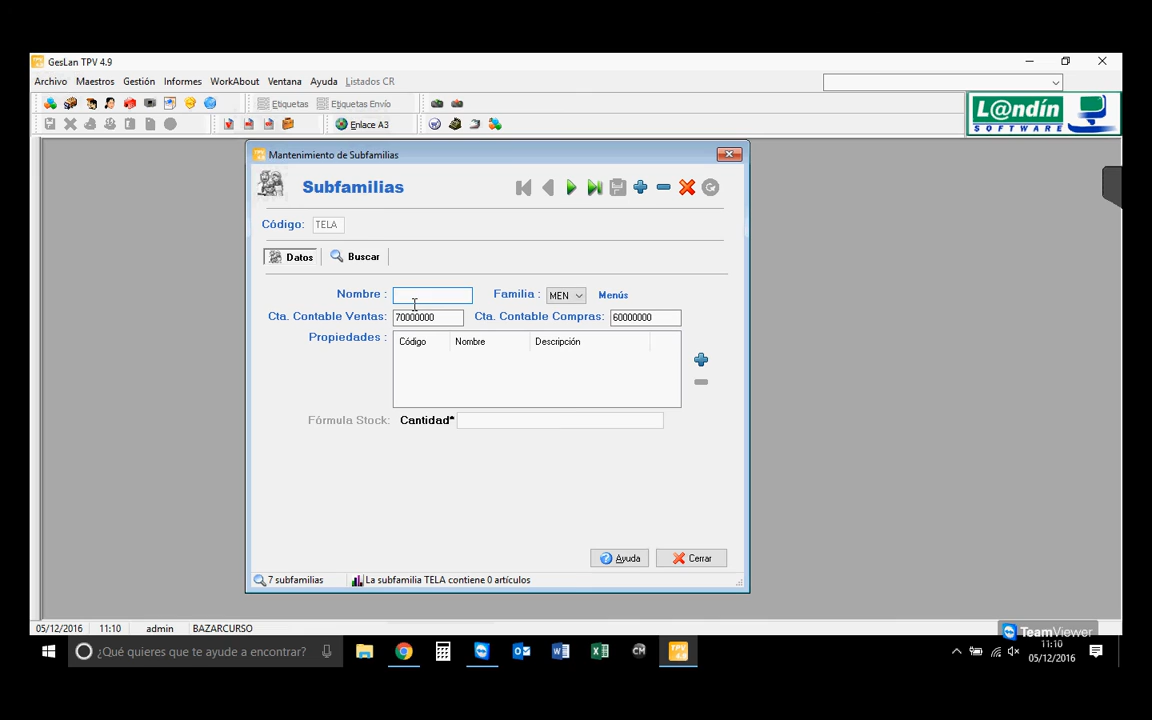 GesLan TPV 4.9
Archivo Maestros Gestión Informes WorkAbout Ventana Ayuda Listados CR
Etiquetas Etiquetas Envío
Enlace A3
L@ndín
SOFTWARE
Mantenimiento de Subfamilias
Subfamilias
Código: TELA
Datos Buscar
Nombre : Familia : MEN Menús
Cta. Contable Ventas: 70000000 Cta. Contable Compras: 60000000
Propiedades : Código Nombre Descripción
Fórmula Stock: Cantidad*
Ayuda Cerrar
7 subfamilias La subfamilia TELA contiene 0 artículos
05/12/2016 11:10 admin BAZARCURSO
TeamViewer
¿Qué quieres que te ayude a encontrar?
TPV
4.9
11:10
05/12/2016